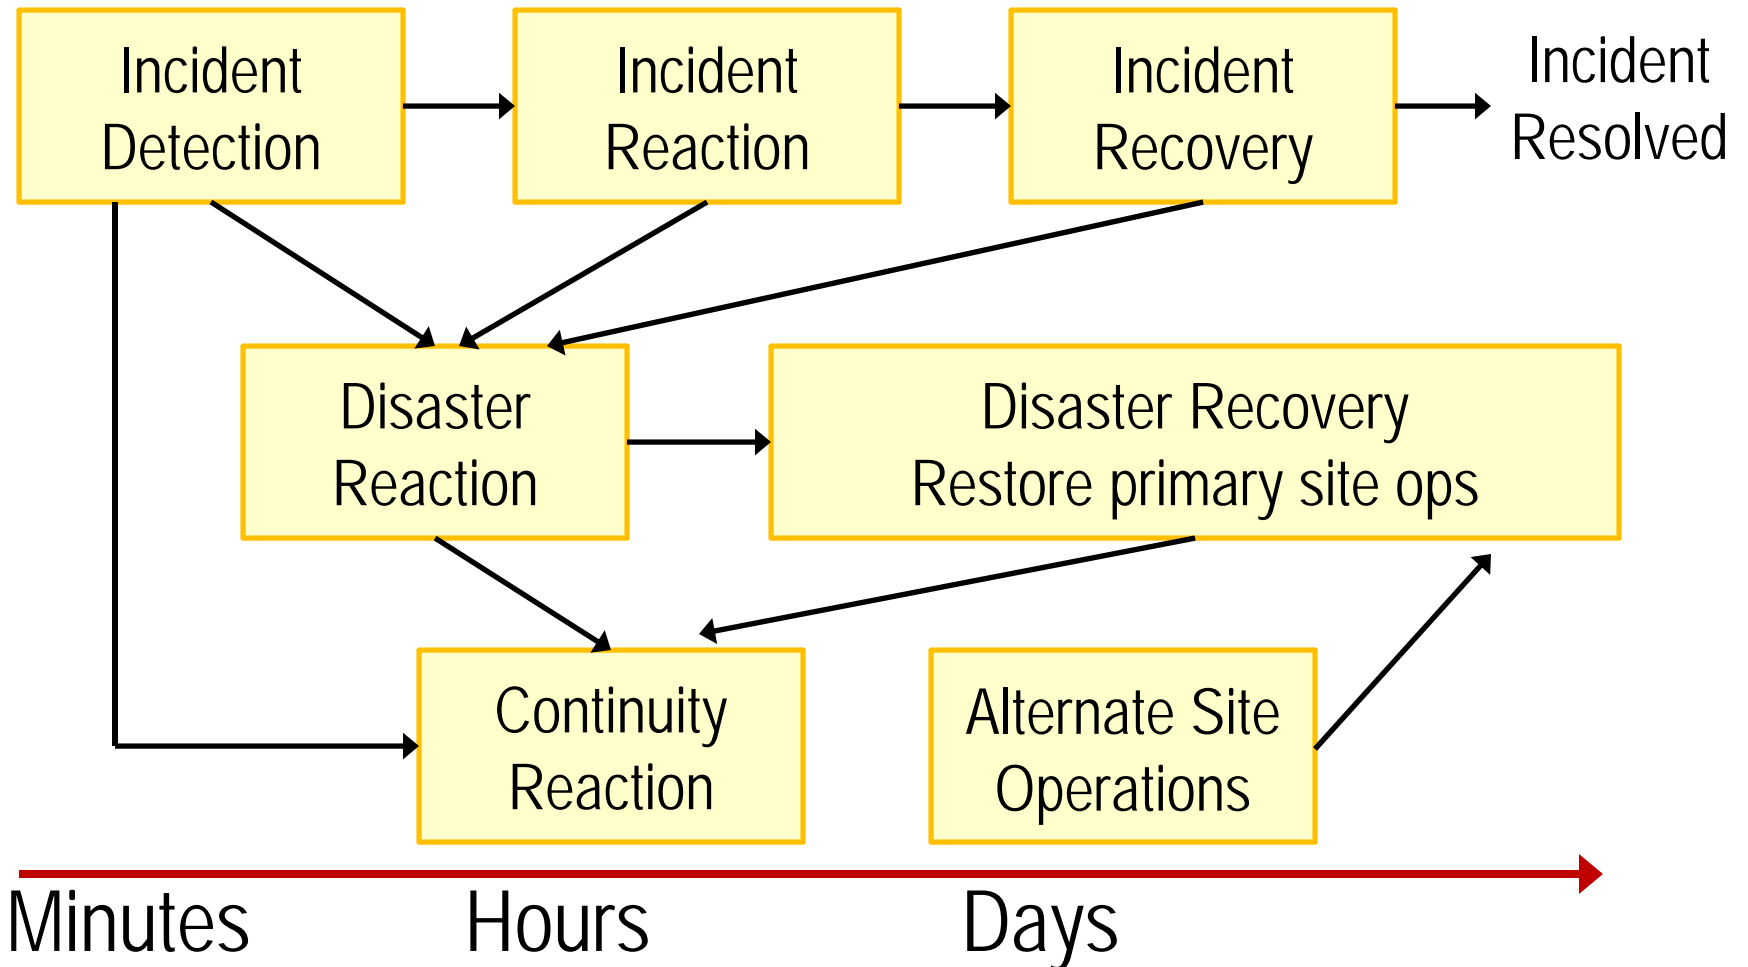 Incident
Detection
Incident
Reaction
Incident
Recovery
Incident
Resolved
Disaster
Reaction
Disaster Recovery
Restore primary site ops
Continuity
Reaction
Alternate Site
Operations
Minutes
Hours
Days